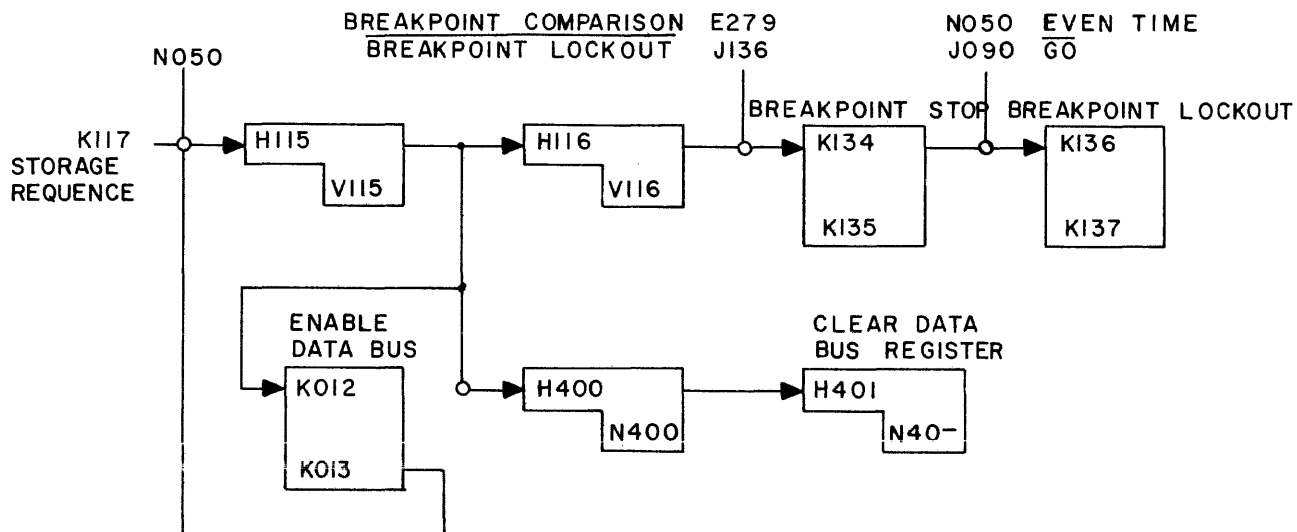 BREAKPOINT COMPARISON E279
BREAKPOINT LOCKOUT J136
N050 EVEN TIME
J090 GO
N050
BREAKPOINT STOP
BREAKPOINT LOCKOUT
K117
STORAGE
REQUENCE
H115
V115
H116
V116
K134
K135
K136
K137
ENABLE
DATA BUS
K012
K013
H400
N400
CLEAR DATA
BUS REGISTER
H401
N40-